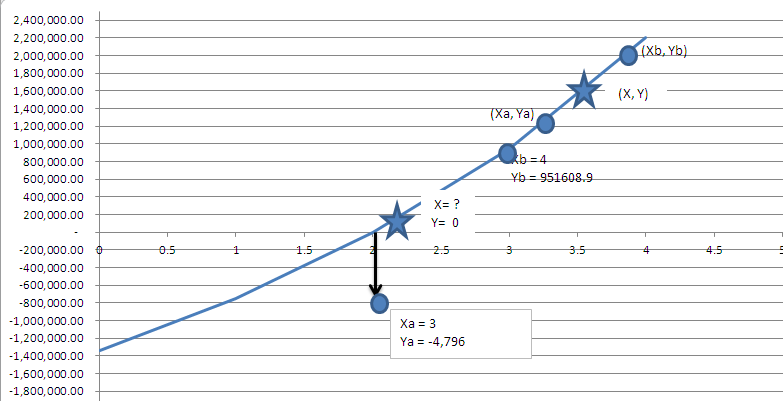 2,400,000.00
2,200,000.00
2,000,000.00
1,800,000.00
1,600,000.00
1,400,000.00
1,200,000.00
1,000,000.00
800,000.00
600,000.00
400,000.00
200,000.00
-
-200,000.00
-400,000.00
-600,000.00
-800,000.00
-1,000,000.00
-1,200,000.00
-1,400,000.00
-1,600,000.00
-1,800,000.00
0 0.5 1 1.5 2 2.5 3 3.5 4 4.5 5
(Xb, Yb)
(X, Y)
(Xa, Ya)
Xb = 4
Yb = 951608.9
X= ?
Y= 0
Xa = 3
Ya = -4,796